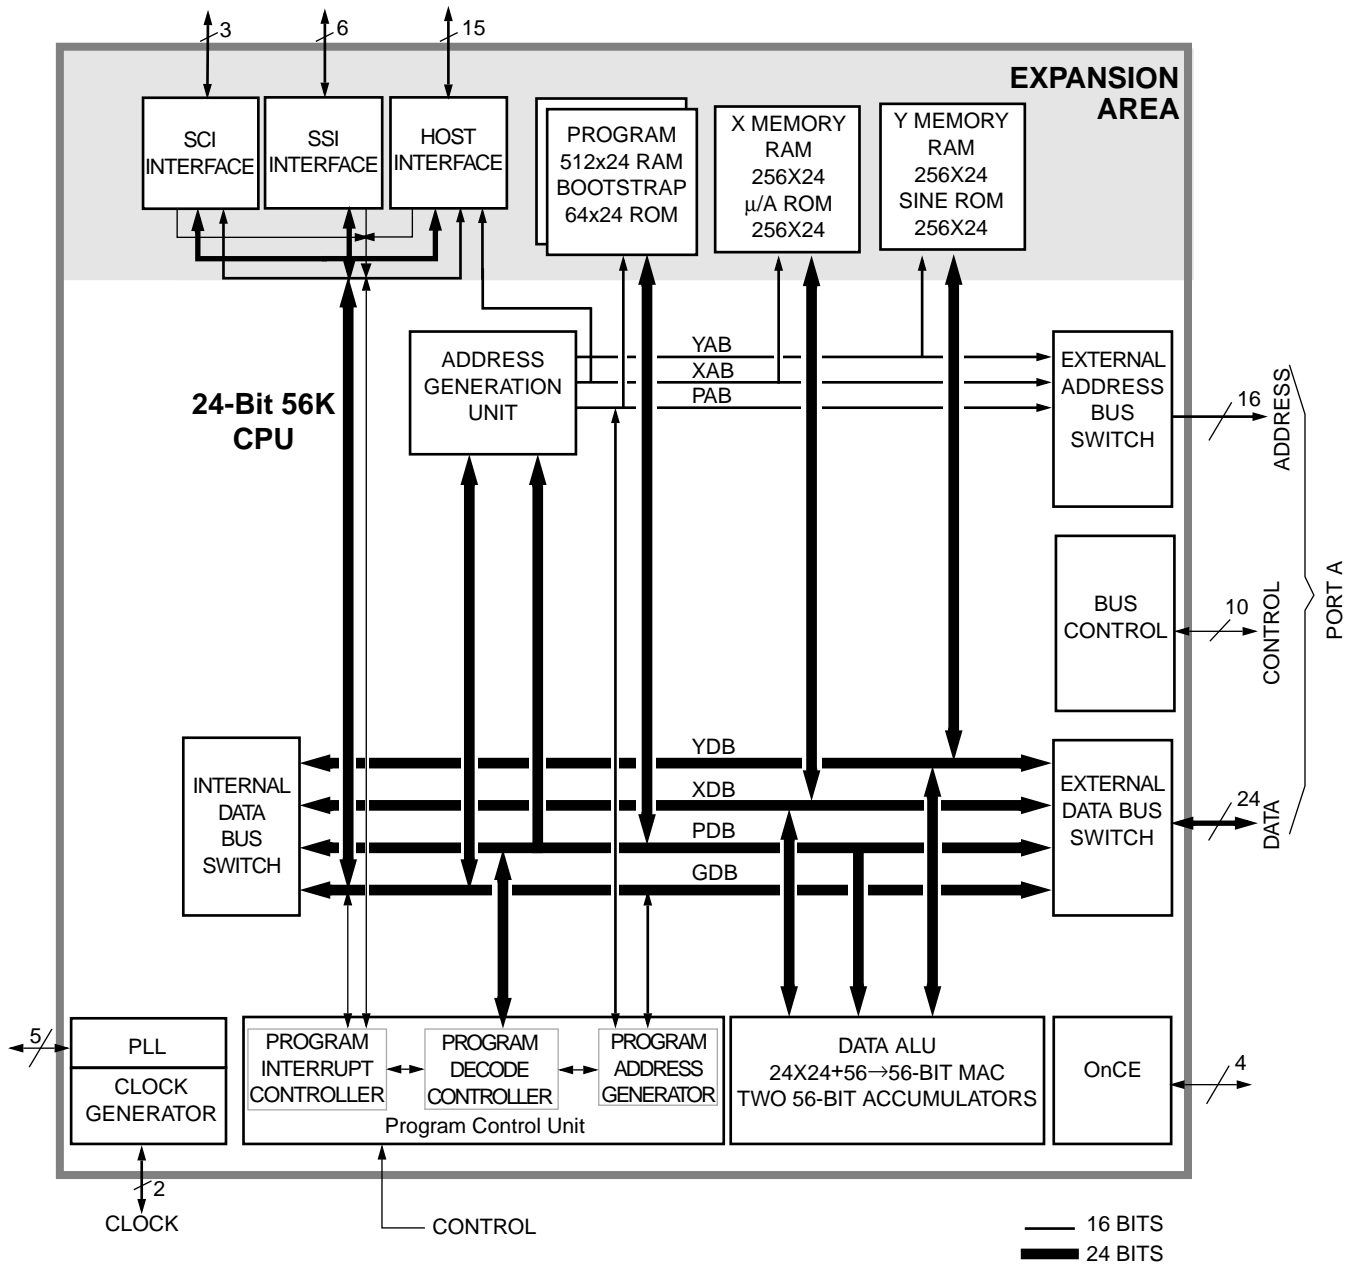 3
6
15
EXPANSION
AREA
SCI
INTERFACE
SSI
INTERFACE
HOST
INTERFACE
PROGRAM
512x24 RAM
BOOTSTRAP
64x24 ROM
X MEMORY
RAM
256X24
μ/A ROM
256X24
Y MEMORY
RAM
256X24
SINE ROM
256X24
24-Bit 56K
CPU
ADDRESS
GENERATION
UNIT
YAB
XAB
PAB
EXTERNAL
ADDRESS
BUS
SWITCH
16
ADDRESS
BUS
CONTROL
10
CONTROL
PORT A
INTERNAL
DATA
BUS
SWITCH
YDB
XDB
PDB
GDB
EXTERNAL
DATA BUS
SWITCH
24
DATA
5
PLL
CLOCK
GENERATOR
PROGRAM
INTERRUPT
CONTROLLER
PROGRAM
DECODE
CONTROLLER
PROGRAM
ADDRESS
GENERATOR
Program Control Unit
DATA ALU
24X24+56→56-BIT MAC
TWO 56-BIT ACCUMULATORS
OnCE
4
2
CLOCK
CONTROL
16 BITS
24 BITS